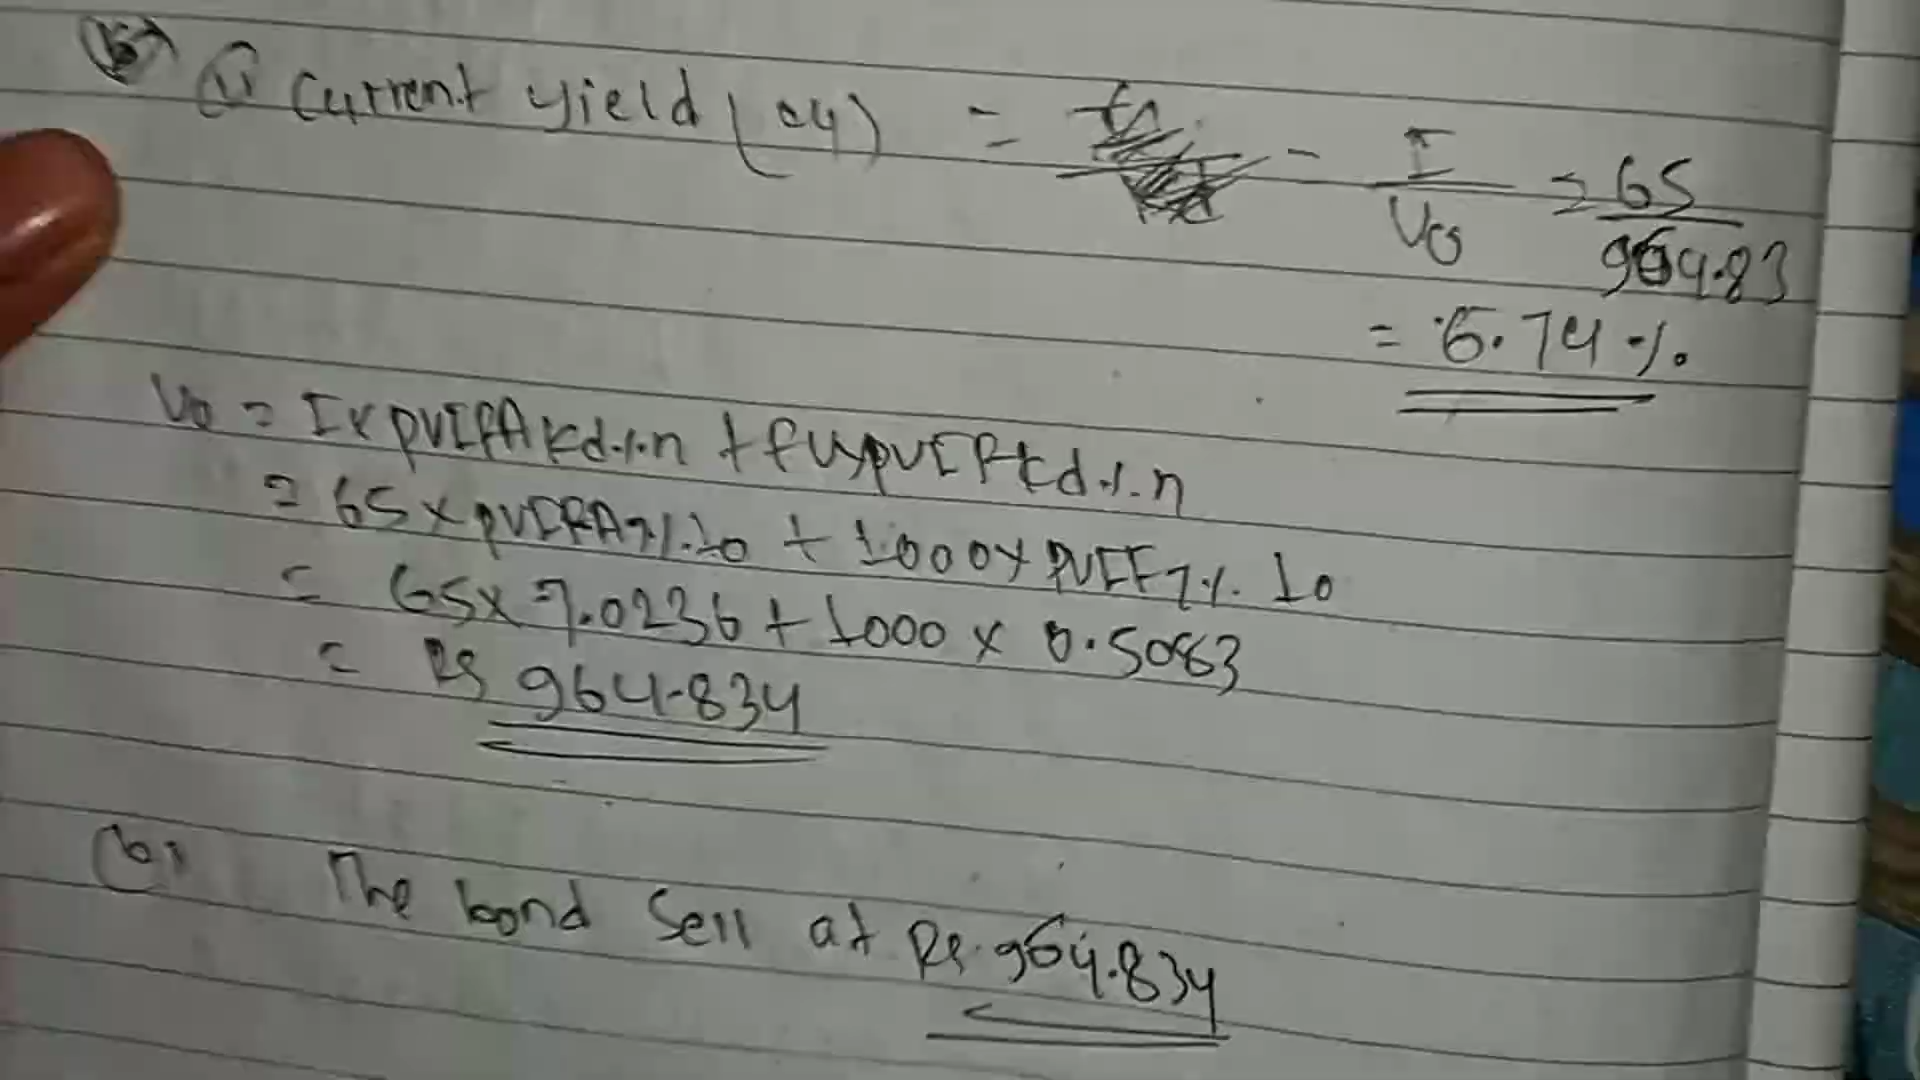 (b) (i) Current yield (cy) = = I/V0 = 65/964.83
= 6.74%
V0 = I x PVIFA kd%.n + fv x PVIF kd%.n
= 65 x PVIFA 7%.10 + 1000 x PVIF 7%. 10
= 65 x 7.0236 + 1000 x 0.5083
= Rs 964.834
(b) The bond sell at Rs. 964.834